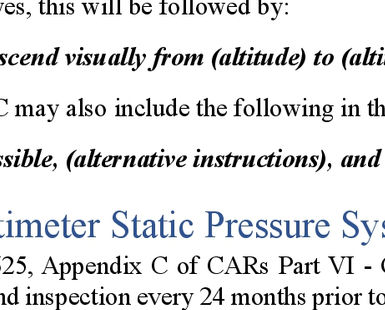 ves, this will be followed by:
scend visually from (altitude) to (alti
C may also include the following in th
ssible, (alternative instructions), and
timeter Static Pressure Sys
525, Appendix C of CARs Part VI - C
nd inspection every 24 months prior to